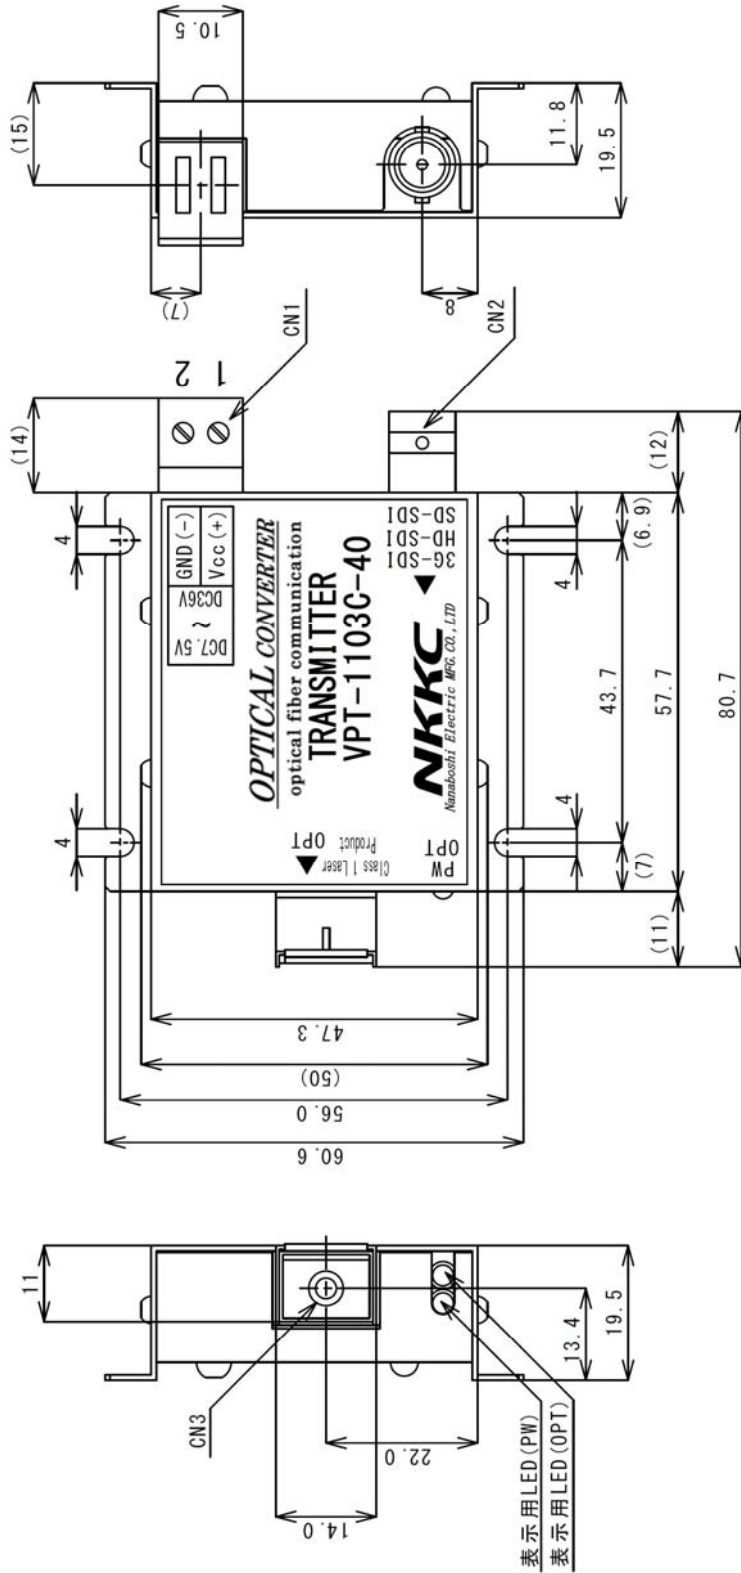 10.5
(15)
11.8
19.5
(7)
8
CN1
CN2
2 1
(14)
(12)
4
(6.9)
4
GND(-)
Vcc(+)
DC7.5V
～
DC36V
OPTICAL CONVERTER
optical fiber communication
TRANSMITTER
VPT-1103C-40
3G-SDI
HD-SDI
SD-SDI
NKKC
Nanaboshi Electric MFG.CO.,LTD
Class 1 Laser
Product
OPT
PW
OPT
43.7
57.7
80.7
4
4
(7)
(11)
47.3
(50)
56.0
60.6
11
13.4
19.5
CN3
22.0
14.0
表示用LED(PW)
表示用LED(OPT)